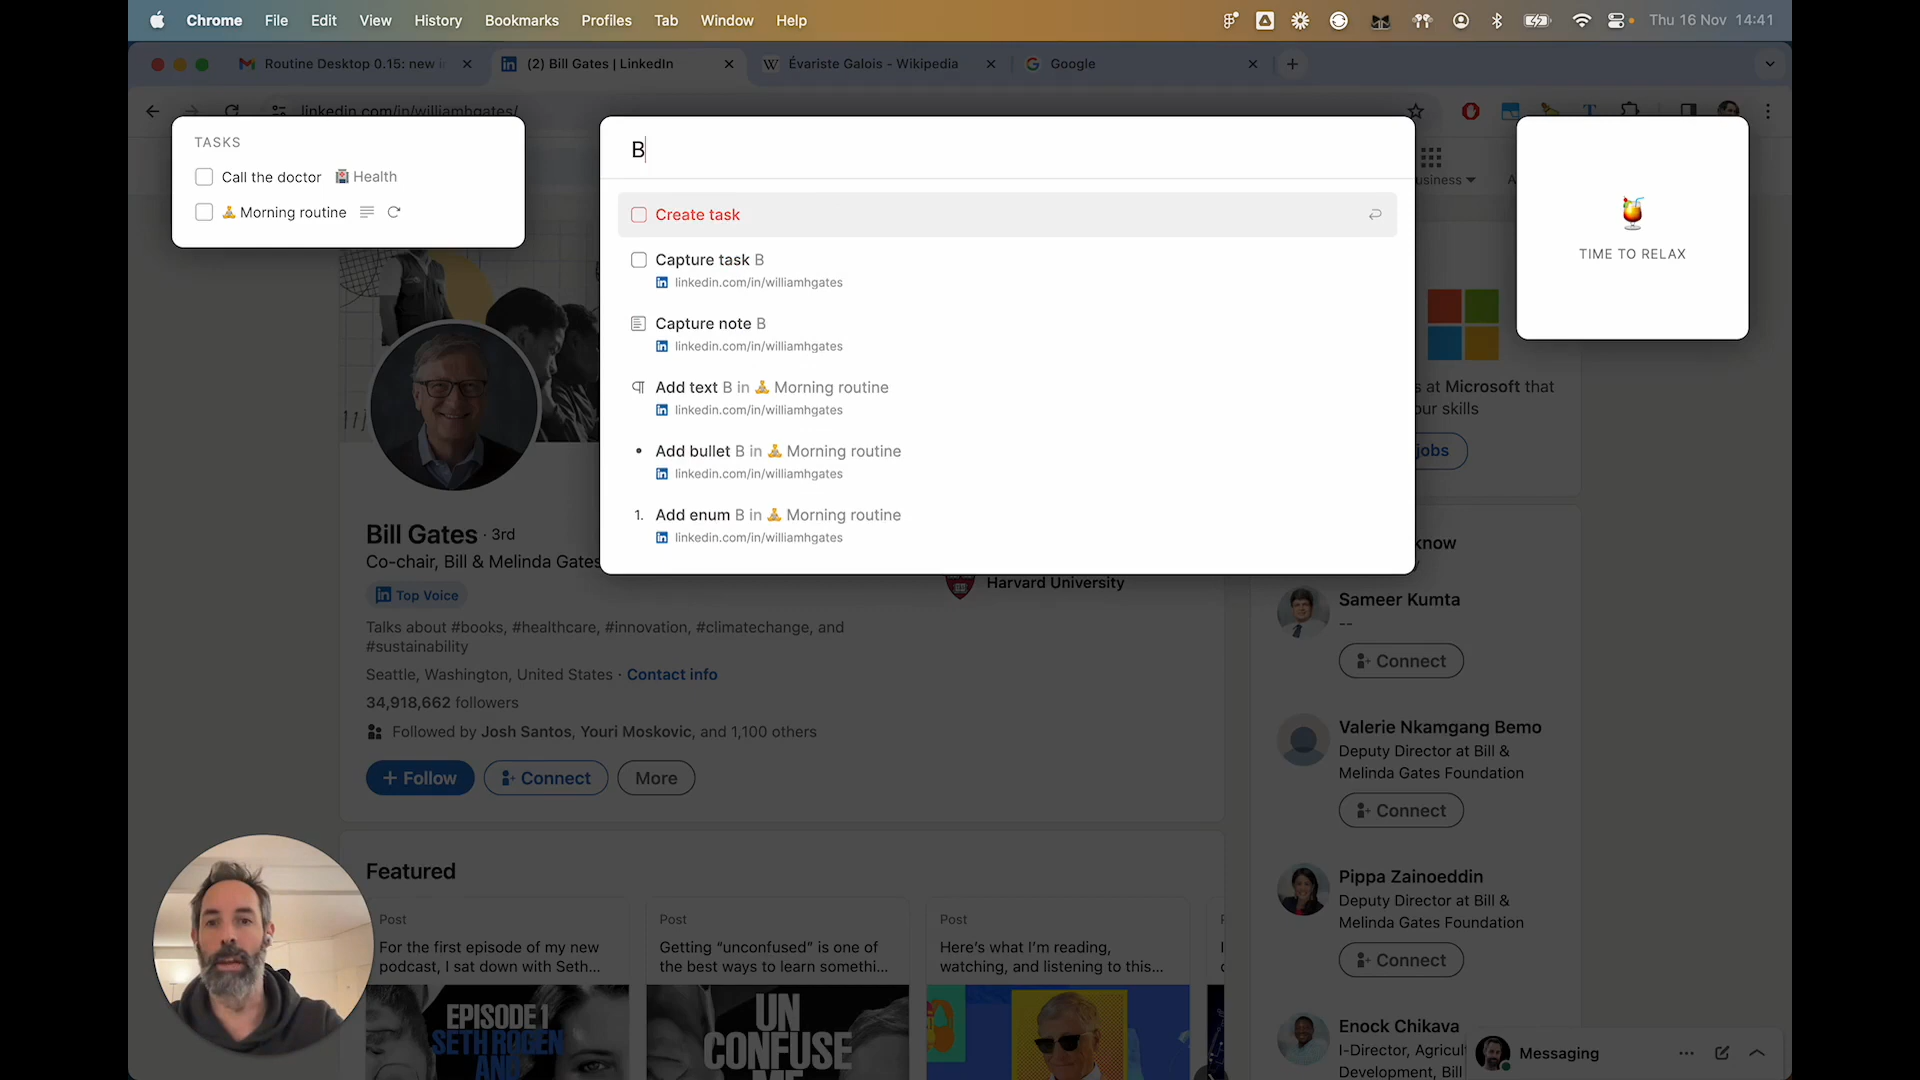 Chrome File Edit View History Bookmarks Profiles Tab Window Help
Thu 16 Nov 14:41
Routine Desktop 0.15: new i
(2) Bill Gates | LinkedIn
Évariste Galois - Wikipedia
Google
linkedin.com/in/williamhgates/
TASKS
Call the doctor Health
Morning routine
B
Create task
Capture task B
linkedin.com/in/williamhgates
Capture note B
linkedin.com/in/williamhgates
Add text B in Morning routine
linkedin.com/in/williamhgates
Add bullet B in Morning routine
linkedin.com/in/williamhgates
1. Add enum B in Morning routine
linkedin.com/in/williamhgates
TIME TO RELAX
usiness
s at Microsoft that
our skills
jobs
Bill Gates · 3rd
Co-chair, Bill & Melinda Gates
Top Voice
Harvard University
Talks about #books, #healthcare, #innovation, #climatechange, and
#sustainability
Seattle, Washington, United States · Contact info
34,918,662 followers
Followed by Josh Santos, Youri Moskovic, and 1,100 others
+ Follow
Connect
More
know
Sameer Kumta
--
Connect
Valerie Nkamgang Bemo
Deputy Director at Bill &
Melinda Gates Foundation
Connect
Pippa Zainoeddin
Deputy Director at Bill &
Melinda Gates Foundation
Connect
Enock Chikava
I-Director, Agricul
Development, Bill
Featured
Post
For the first episode of my new
podcast, I sat down with Seth...
EPISODE 1
SETH ROGEN
AND
Post
Getting “unconfused” is one of
the best ways to learn somethi...
UN
CONFUSE
ME
Post
Here’s what I’m reading,
watching, and listening to this...
Messaging